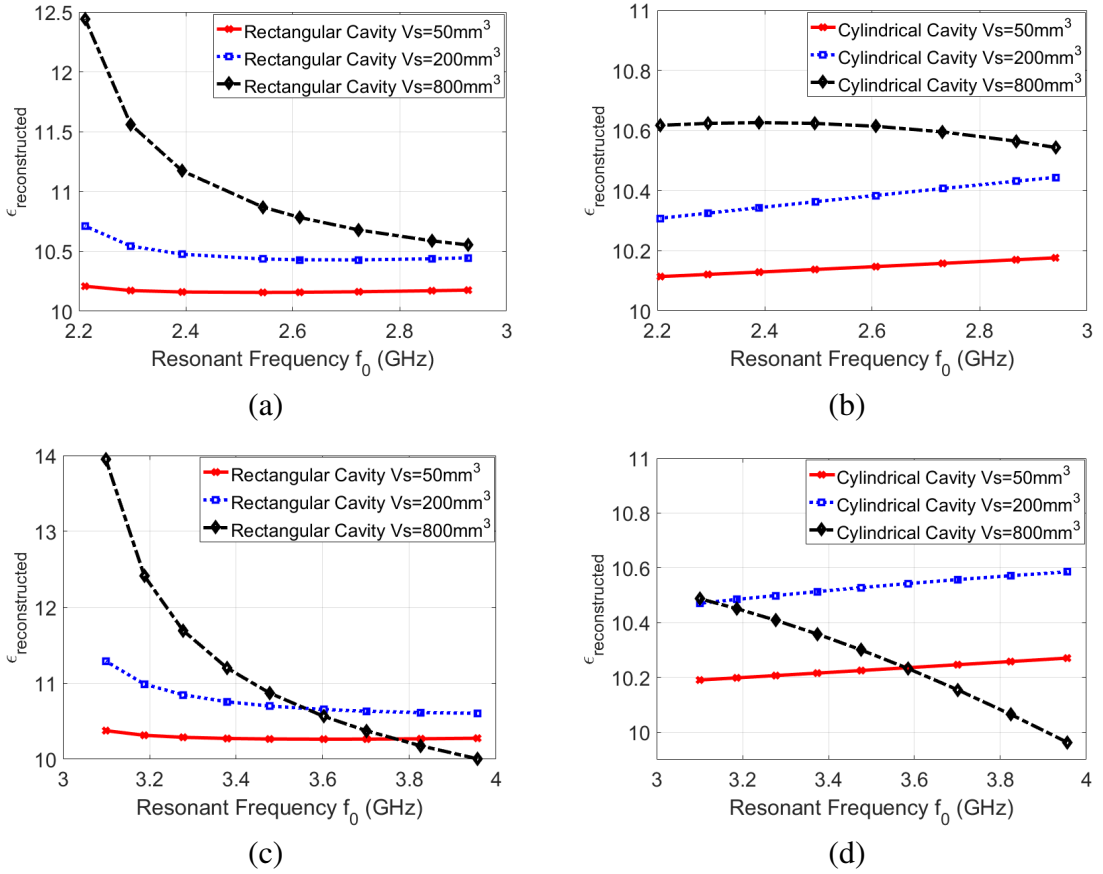 12.5
12
11.5
11
10.5
10
2.2
2.4
2.6
2.8
3
ϵreconstructed
Resonant Frequency f0 (GHz)
Rectangular Cavity Vs=50mm³
Rectangular Cavity Vs=200mm³
Rectangular Cavity Vs=800mm³
(a)
11
10.8
10.6
10.4
10.2
10
2.2
2.4
2.6
2.8
3
ϵreconstructed
Resonant Frequency f0 (GHz)
Cylindrical Cavity Vs=50mm³
Cylindrical Cavity Vs=200mm³
Cylindrical Cavity Vs=800mm³
(b)
14
13
12
11
10
3
3.2
3.4
3.6
3.8
4
ϵreconstructed
Resonant Frequency f0 (GHz)
Rectangular Cavity Vs=50mm³
Rectangular Cavity Vs=200mm³
Rectangular Cavity Vs=800mm³
(c)
11
10.8
10.6
10.4
10.2
10
3
3.2
3.4
3.6
3.8
4
ϵreconstructed
Resonant Frequency f0 (GHz)
Cylindrical Cavity Vs=50mm³
Cylindrical Cavity Vs=200mm³
Cylindrical Cavity Vs=800mm³
(d)